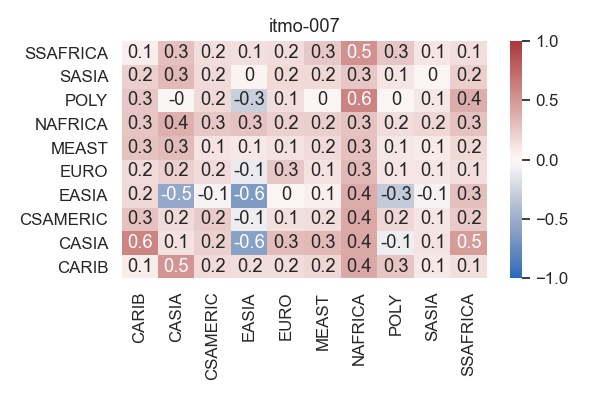 itmo-007
SSAFRICA 0.1 0.3 0.2 0.1 0.2 0.3 0.5 0.3 0.1 0.1
SASIA 0.2 0.3 0.2 0 0.2 0.2 0.3 0.1 0 0.2
POLY 0.3 -0 0.2 -0.3 0.1 0 0.6 0 0.1 0.4
NAFRICA 0.3 0.4 0.3 0.3 0.2 0.2 0.3 0.2 0.2 0.3
MEAST 0.3 0.3 0.1 0.1 0.1 0.2 0.3 0.1 0.1 0.2
EURO 0.2 0.2 0.2 -0.1 0.3 0.1 0.3 0.1 0.1 0.1
EASIA 0.2 -0.5 -0.1 -0.6 0 0.1 0.4 -0.3 -0.1 0.3
CSAMERIC 0.3 0.2 0.2 -0.1 0.1 0.2 0.4 0.2 0.1 0.2
CASIA 0.6 0.1 0.2 -0.6 0.3 0.3 0.4 -0.1 0.1 0.5
CARIB 0.1 0.5 0.2 0.2 0.2 0.2 0.4 0.3 0.1 0.1
CARIB CASIA CSAMERIC EASIA EURO MEAST NAFRICA POLY SASIA SSAFRICA
1.0
0.5
0.0
−0.5
−1.0